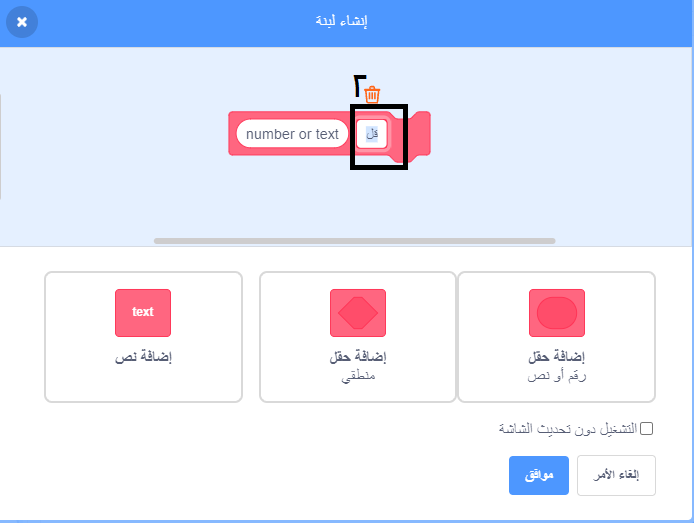 إنشاء لبنة
٢
قل number or text
إضافة حقل
رقم أو نص
إضافة حقل
منطقي
text
إضافة نص
التشغيل دون تحديث الشاشة
إلغاء الأمر
موافق